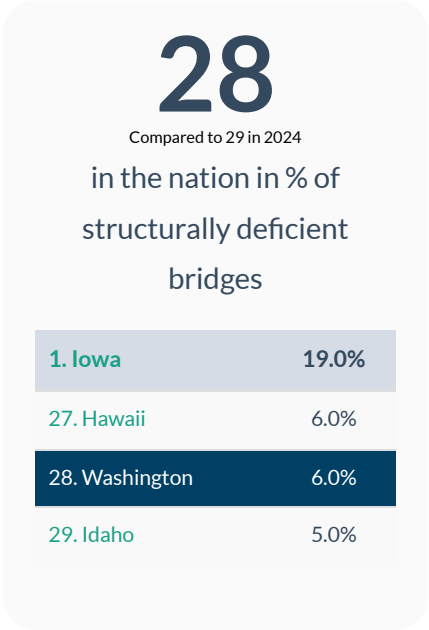 28
Compared to 29 in 2024
in the nation in % of
structurally deficient
bridges
1. Iowa 19.0%
27. Hawaii 6.0%
28. Washington 6.0%
29. Idaho 5.0%